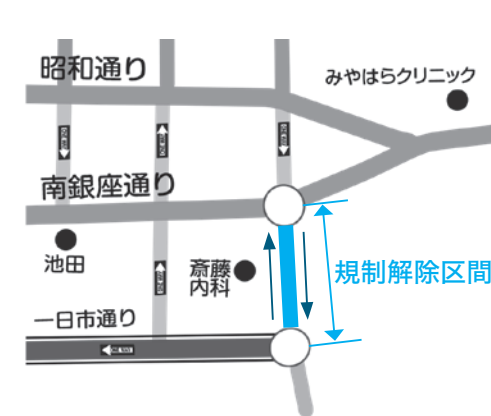 昭和通り
みやはらクリニック
南銀座通り
池田
斎藤
内科
規制解除区間
一日市通り